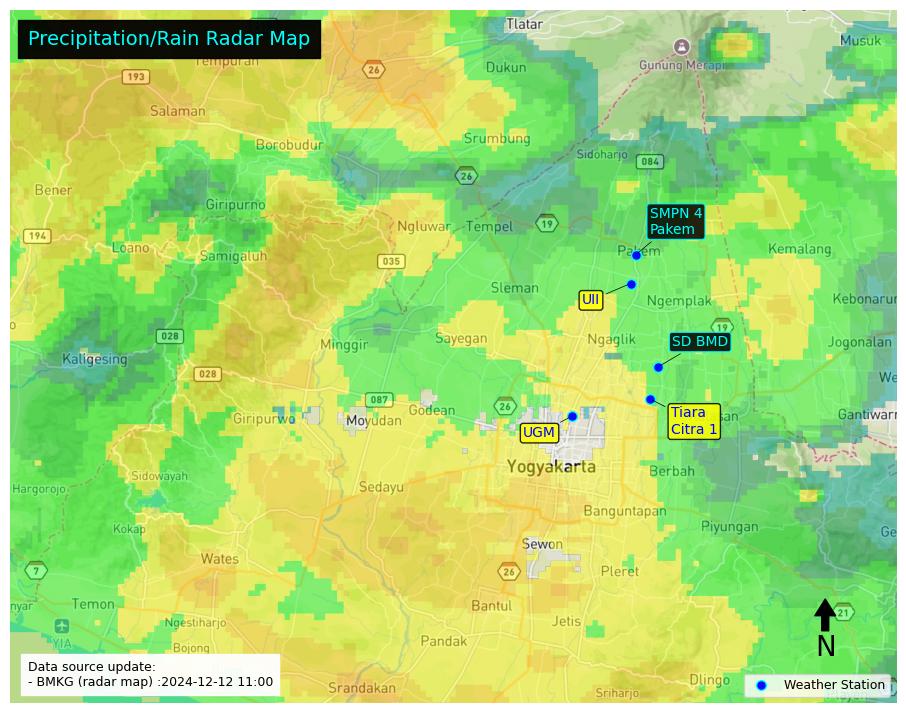 Precipitation/Rain Radar Map
Tlatar
Musuk
Tempuran
26
Gunung Merapi
Dukun
193
Salaman
Srumbung
Borobudur
Sidoharjo
084
26
Bener
Giripurno
SMPN 4
Pakem
194
Ngluwar
Tempel
19
Loano
Samigaluh
Pakem
Kemalang
035
Sleman
UII
Ngemplak
Kebonarum
19
028
Minggir
Sayegan
Ngaglik
SD BMD
Jogonalan
Kaligesing
028
We
087
Godean
26
Giripurwo
Moyudan
Tiara
Citra 1
an
Gantiwarn
UGM
Yogyakarta
Berbah
Sidowayah
Hargorojo
Sedayu
Banguntapan
Kokap
Piyungan
Ge
Wates
Sewon
7
26
Pleret
nyar
Temon
Bantul
21
Ngestiharjo
Jetis
YIA
N
Bojong
Pandak
Data source update:
- BMKG (radar map) :2024-12-12 11:00
Srandakan
Sriharjo
Dlingo
Weather Station